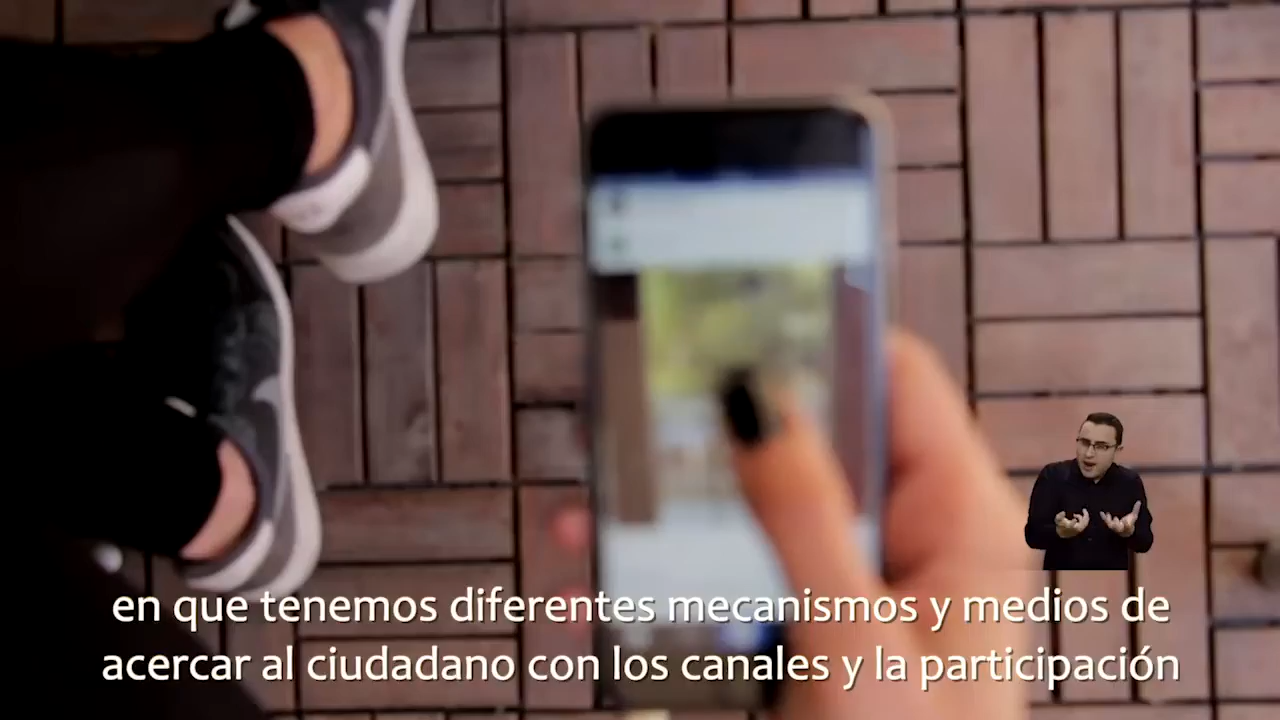 en que tenemos diferentes mecanismos y medios de
acercar al ciudadano con los canales y la participación